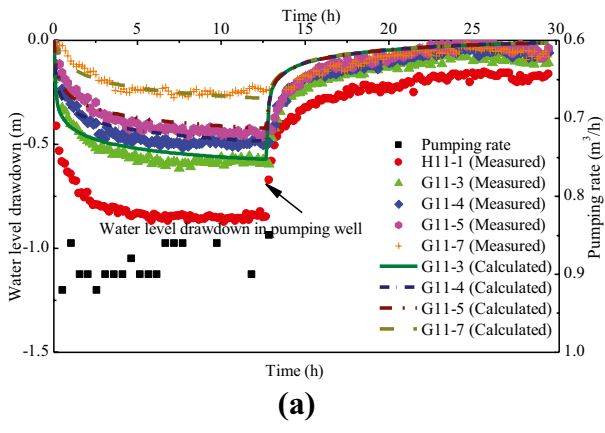 Time (h)
0 5 10 15 20 25 30
0.0 0.6
-0.5 0.7
-1.0 0.8
-1.5 0.9
1.0
Water level drawdown (m)
Pumping rate (m³/h)
Pumping rate
H11-1 (Measured)
G11-3 (Measured)
G11-4 (Measured)
G11-5 (Measured)
G11-7 (Measured)
G11-3 (Calculated)
G11-4 (Calculated)
G11-5 (Calculated)
G11-7 (Calculated)
Water level drawdown in pumping well
Time (h)
(a)